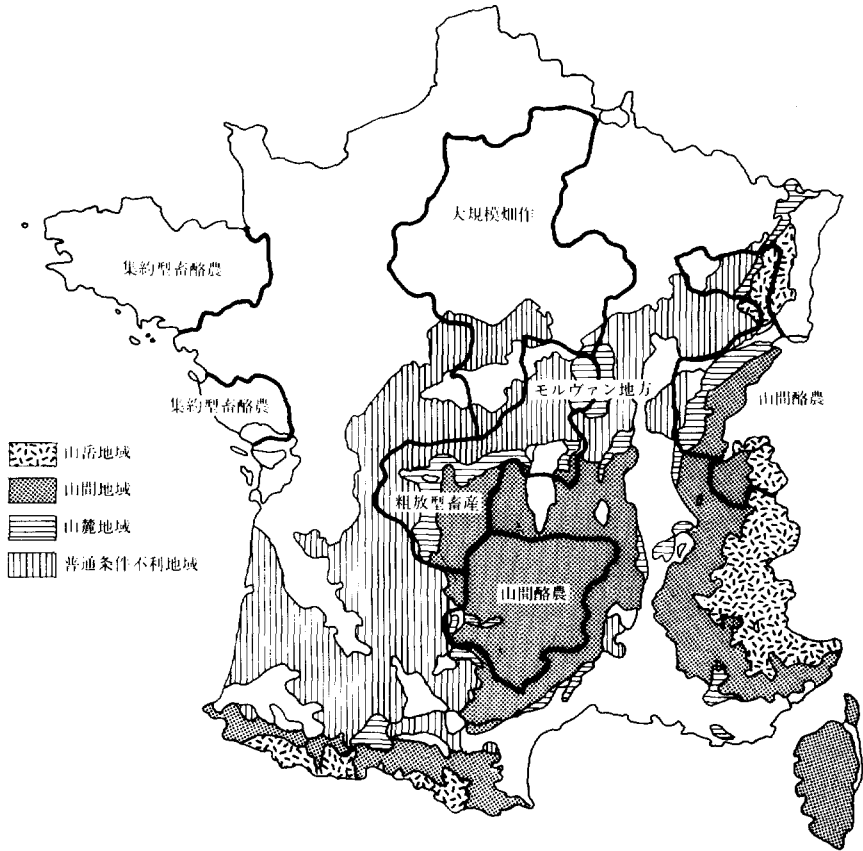 大規模畑作
集約型畜酪農
モルヴァン地方
山間酪農
集約型畜酪農
粗放型畜産
山間酪農
山岳地域
山間地域
山麓地域
普通条件不利地域